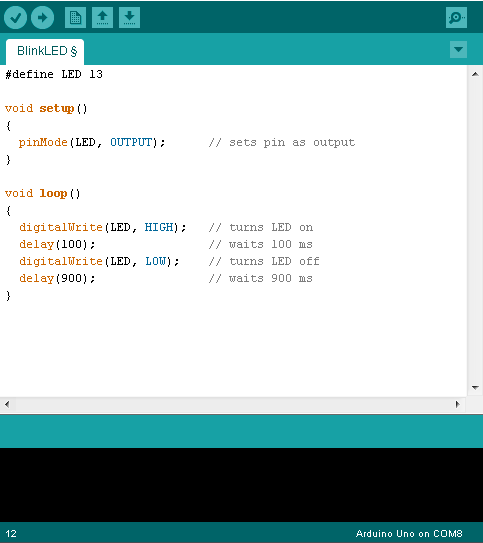 BlinkLED §
#define LED 13
void setup()
{
  pinMode(LED, OUTPUT);      // sets pin as output
}
void loop()
{
  digitalWrite(LED, HIGH);   // turns LED on
  delay(100);                // waits 100 ms
  digitalWrite(LED, LOW);    // turns LED off
  delay(900);                // waits 900 ms
}
12 Arduino Uno on COM8